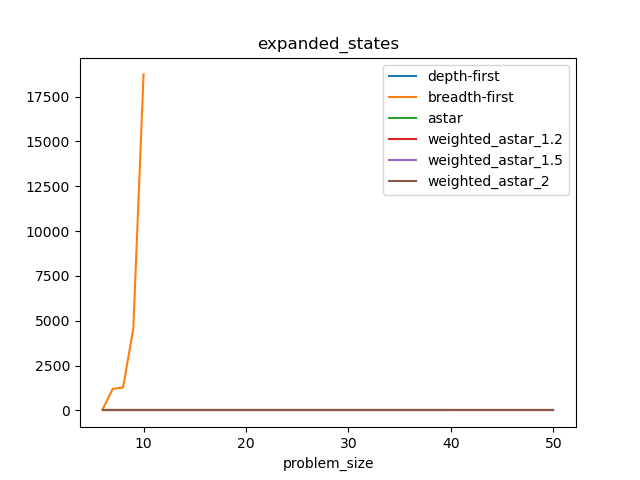 expanded_states
17500
15000
12500
10000
7500
5000
2500
0
depth-first
breadth-first
astar
weighted_astar_1.2
weighted_astar_1.5
weighted_astar_2
10 20 30 40 50
problem_size